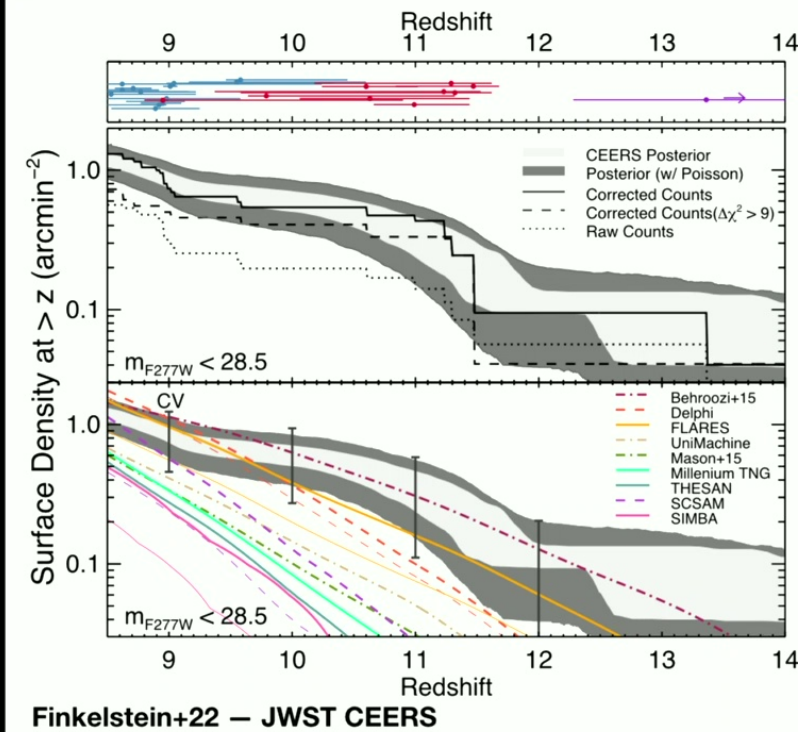 Redshift
9 10 11 12 13 14
CEERS Posterior
Posterior (w/ Poisson)
Corrected Counts
Corrected Counts(Δχ² > 9)
Raw Counts
1.0
0.1
m_F277W < 28.5
Surface Density at > z (arcmin⁻²)
CV
Behroozi+15
Delphi
FLARES
UniMachine
Mason+15
Millenium TNG
THESAN
SCSAM
SIMBA
1.0
0.1
m_F277W < 28.5
9 10 11 12 13 14
Redshift
Finkelstein+22 — JWST CEERS